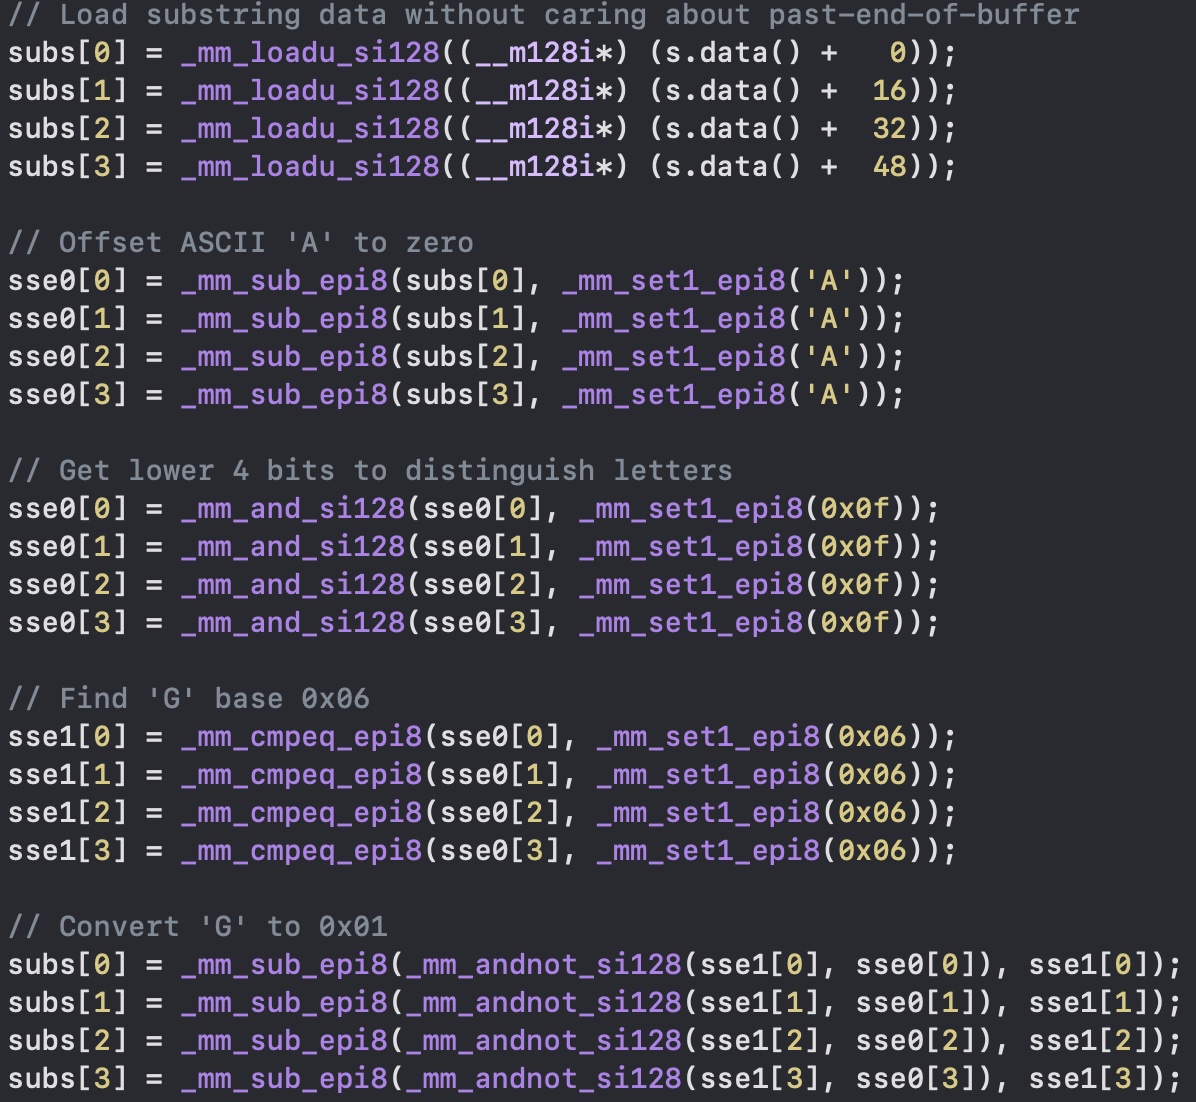 // Load substring data without caring about past-end-of-buffer
subs[0] = _mm_loadu_si128((__m128i*) (s.data() +   0));
subs[1] = _mm_loadu_si128((__m128i*) (s.data() +  16));
subs[2] = _mm_loadu_si128((__m128i*) (s.data() +  32));
subs[3] = _mm_loadu_si128((__m128i*) (s.data() +  48));

// Offset ASCII 'A' to zero
sse0[0] = _mm_sub_epi8(subs[0], _mm_set1_epi8('A'));
sse0[1] = _mm_sub_epi8(subs[1], _mm_set1_epi8('A'));
sse0[2] = _mm_sub_epi8(subs[2], _mm_set1_epi8('A'));
sse0[3] = _mm_sub_epi8(subs[3], _mm_set1_epi8('A'));

// Get lower 4 bits to distinguish letters
sse0[0] = _mm_and_si128(sse0[0], _mm_set1_epi8(0x0f));
sse0[1] = _mm_and_si128(sse0[1], _mm_set1_epi8(0x0f));
sse0[2] = _mm_and_si128(sse0[2], _mm_set1_epi8(0x0f));
sse0[3] = _mm_and_si128(sse0[3], _mm_set1_epi8(0x0f));

// Find 'G' base 0x06
sse1[0] = _mm_cmpeq_epi8(sse0[0], _mm_set1_epi8(0x06));
sse1[1] = _mm_cmpeq_epi8(sse0[1], _mm_set1_epi8(0x06));
sse1[2] = _mm_cmpeq_epi8(sse0[2], _mm_set1_epi8(0x06));
sse1[3] = _mm_cmpeq_epi8(sse0[3], _mm_set1_epi8(0x06));

// Convert 'G' to 0x01
subs[0] = _mm_sub_epi8(_mm_andnot_si128(sse1[0], sse0[0]), sse1[0]);
subs[1] = _mm_sub_epi8(_mm_andnot_si128(sse1[1], sse0[1]), sse1[1]);
subs[2] = _mm_sub_epi8(_mm_andnot_si128(sse1[2], sse0[2]), sse1[2]);
subs[3] = _mm_sub_epi8(_mm_andnot_si128(sse1[3], sse0[3]), sse1[3]);